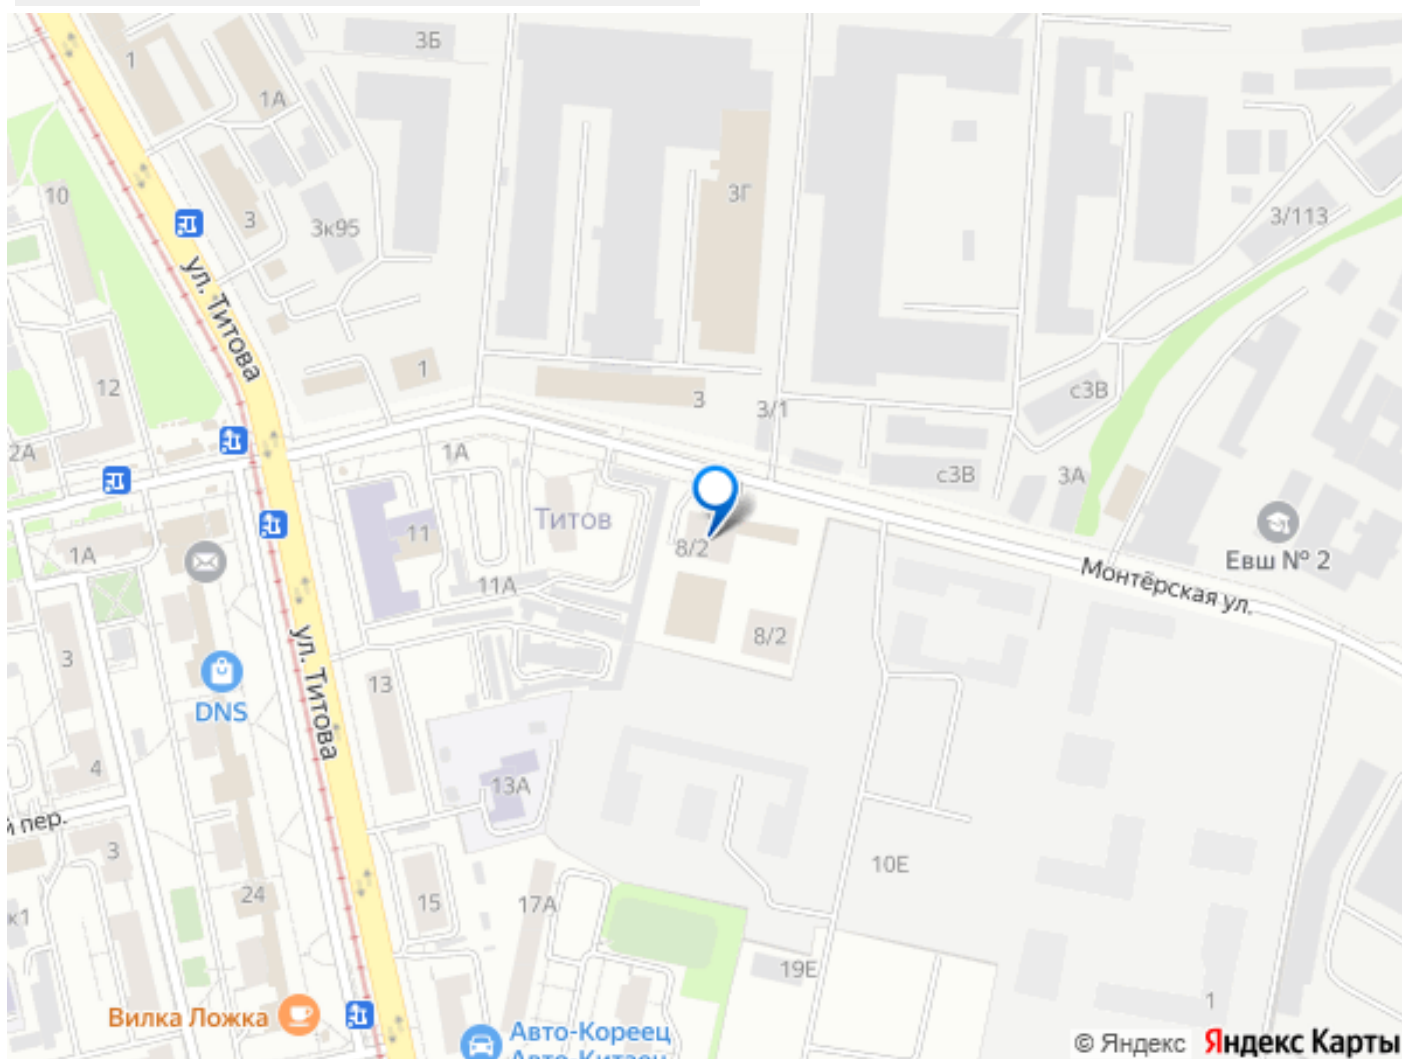 3Б
1
1А
3Г
10
3
3к95
3/113
ул. Титова
1
12
3
3/1
с3В
2А
1А
с3В
3А
Титов
11
8/2
Евш № 2
1А
11А
Монтёрская ул.
8/2
3
ул. Титова
13
DNS
4
13А
й пер.
3
10Е
24
15
17А
к1
19Е
1
Вилка Ложка
Авто-Кореец
Авто-Китаец
© Яндекс
Яндекс Карты